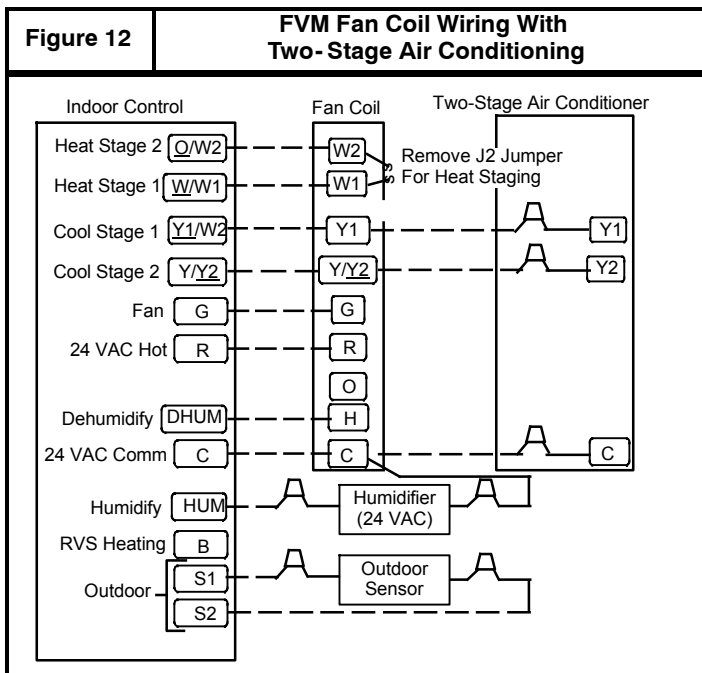 Figure 12
FVM Fan Coil Wiring With
Two-Stage Air Conditioning
Indoor Control
Fan Coil
Two-Stage Air Conditioner
Heat Stage 2 O/W2 W2
Remove J2 Jumper
For Heat Staging
Heat Stage 1 W/W1 W1
Cool Stage 1 Y1/W2 Y1 Y1
Cool Stage 2 Y/Y2 Y/Y2 Y2
Fan G G
24 VAC Hot R R
O
Dehumidify DHUM H
24 VAC Comm C C C
Humidify HUM
Humidifier
(24 VAC)
RVS Heating B
Outdoor
S1
S2
Outdoor
Sensor